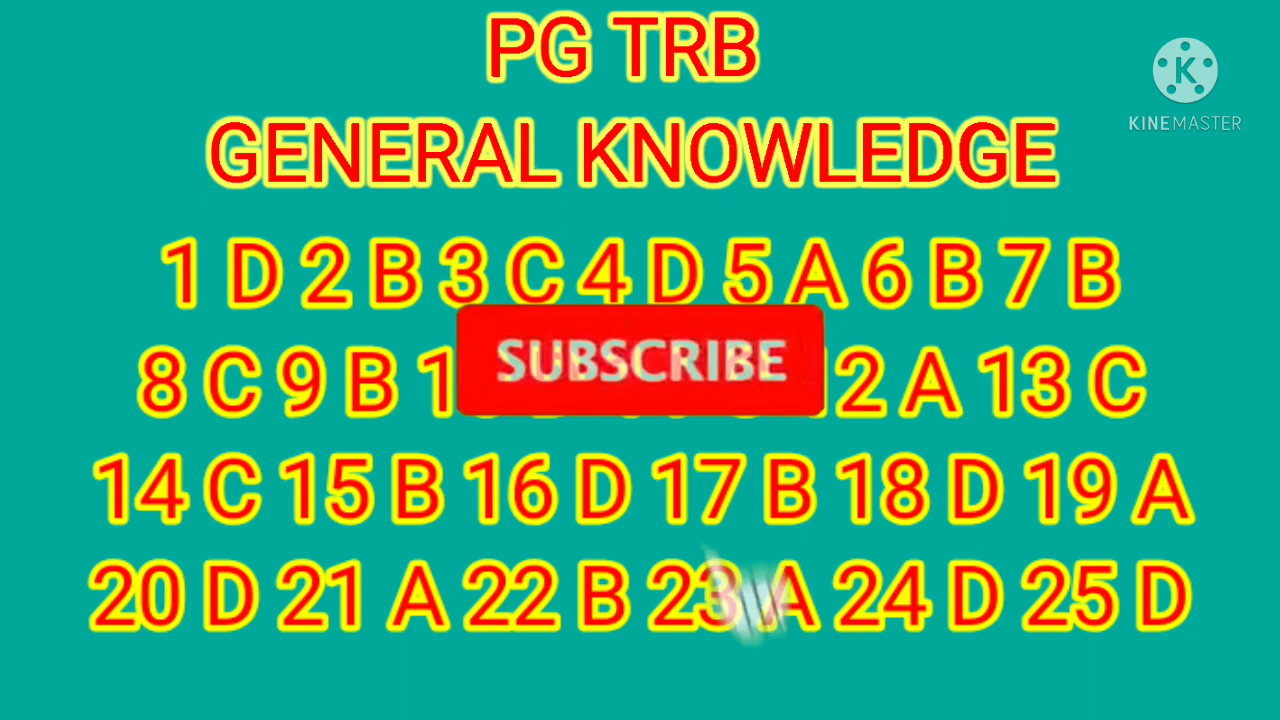 PG TRB
KINEMASTER
GENERAL KNOWLEDGE
1 D 2 B 3 C 4 D 5 A 6 B 7 B
SUBSCRIBE
8 C 9 B 12 A 13 C
14 C 15 B 16 D 17 B 18 D 19 A
20 D 21 A 22 B 23 A 24 D 25 D